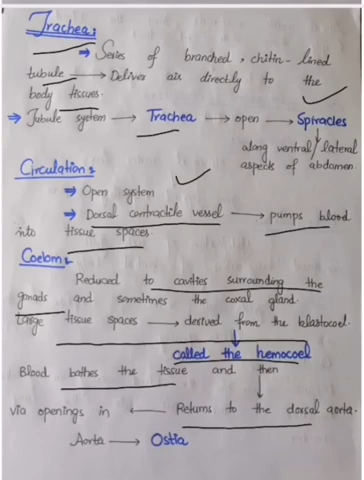 Trachea:
⇒ Series of branched, chitin-lined
tubule → Deliver air directly to the
body tissues.
⇒ Tubule system → Trachea → open → Spiracles
along ventral/lateral
aspects of abdomen.
Circulation:
⇒ Open system
⇒ Dorsal contractile vessel → pumps blood
into tissue spaces.
Coelom:
Reduced to cavities surrounding the
gonads and sometimes the coxal gland.
Large tissue spaces → derived from the blastocoel.
called the hemocoel
Blood bathes the tissue and then
via openings in ← Returns to the dorsal aorta.
Aorta → Ostia